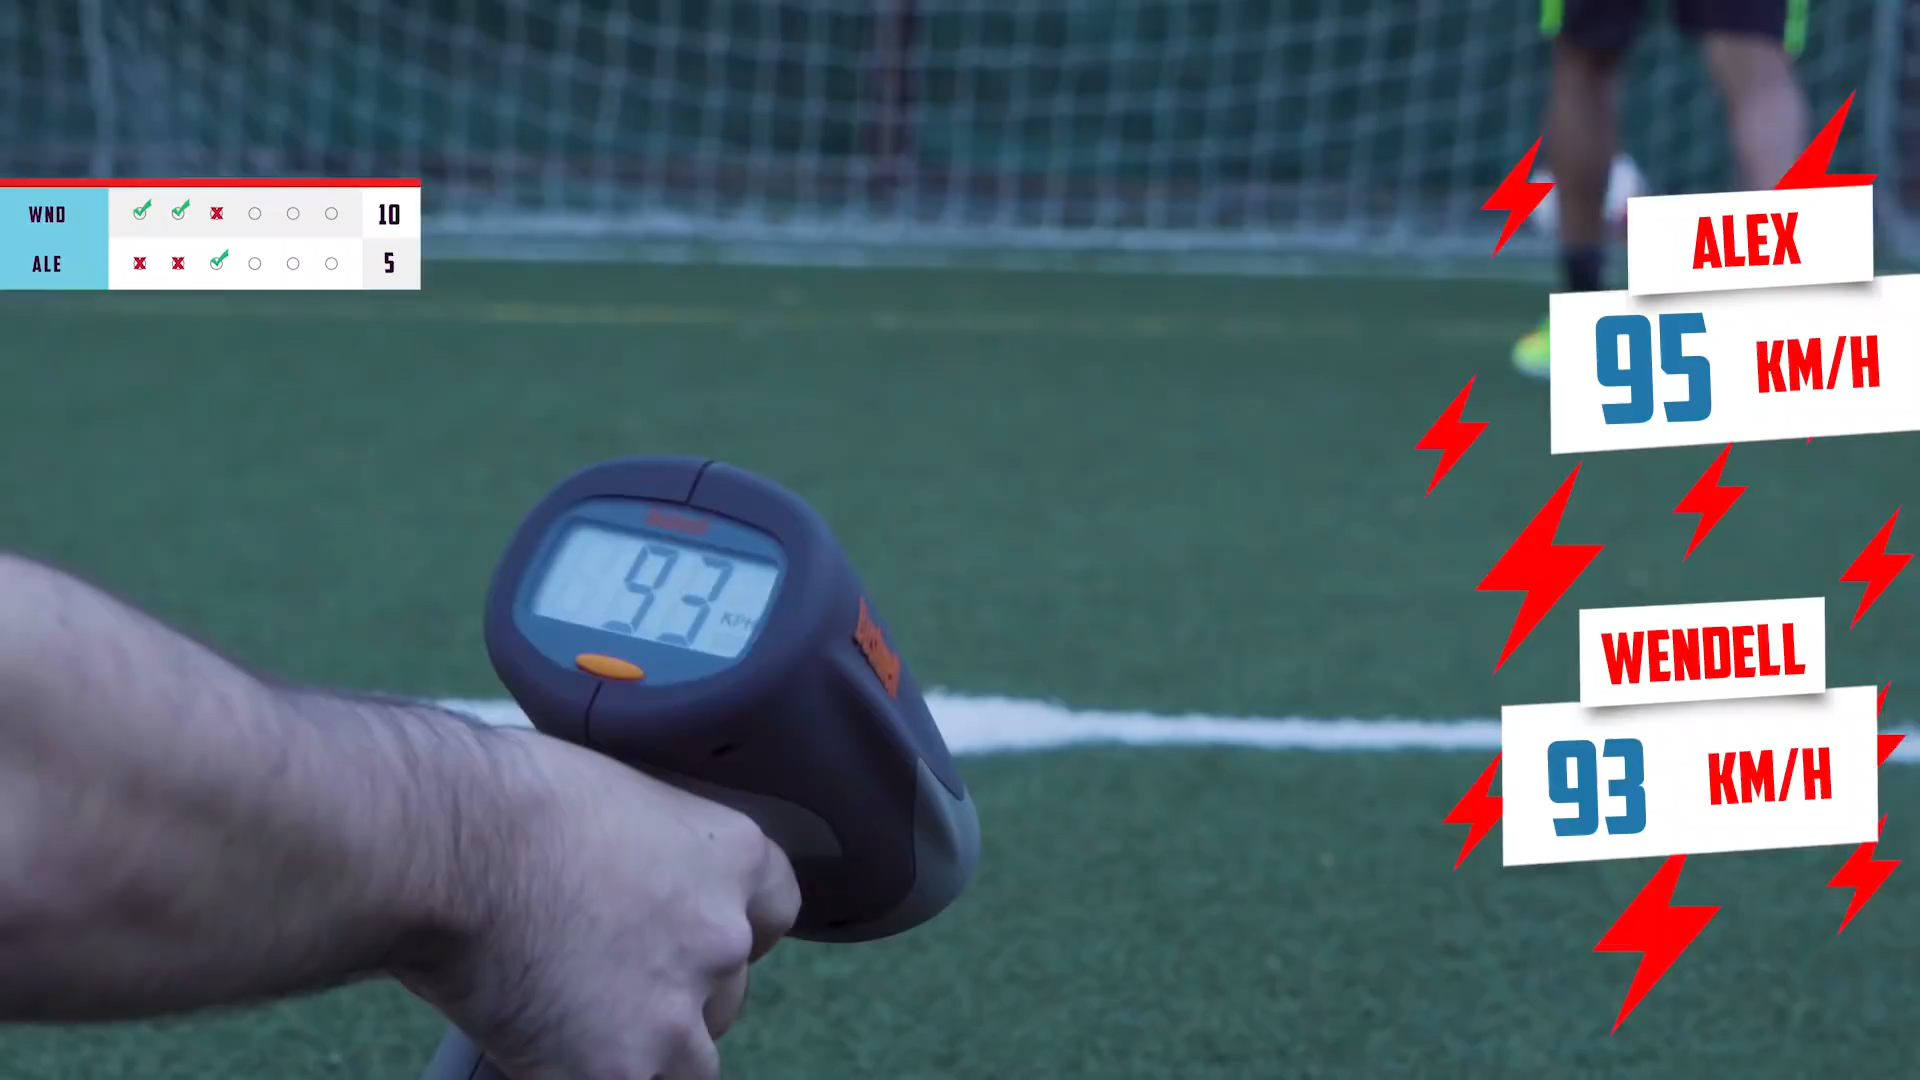 WND 10
ALE 5
ALEX
95 KM/H
93
KPH
WENDELL
93 KM/H